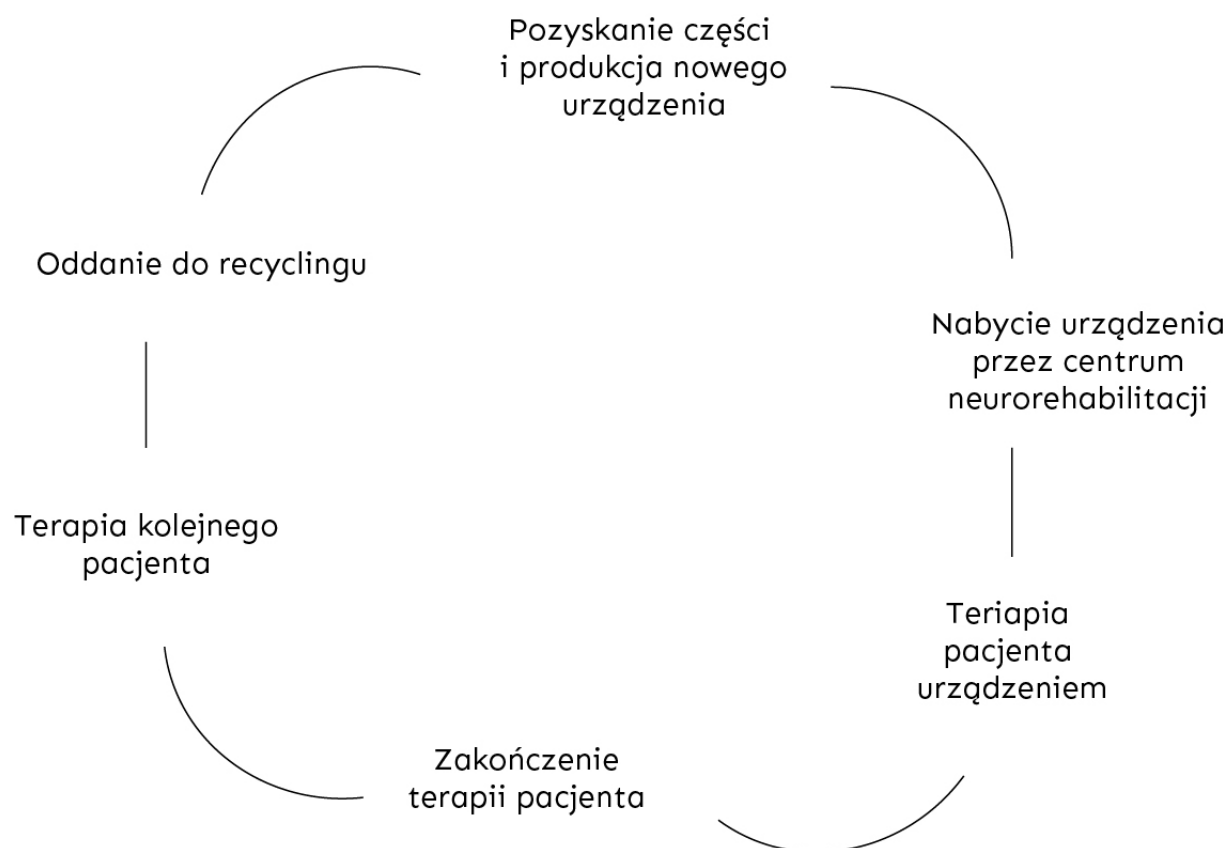 Pozyskanie części
i produkcja nowego
urządzenia
Nabycie urządzenia
przez centrum
neurorehabilitacji
Teriapia
pacjenta
urządzeniem
Zakończenie
terapii pacjenta
Terapia kolejnego
pacjenta
Oddanie do recyclingu